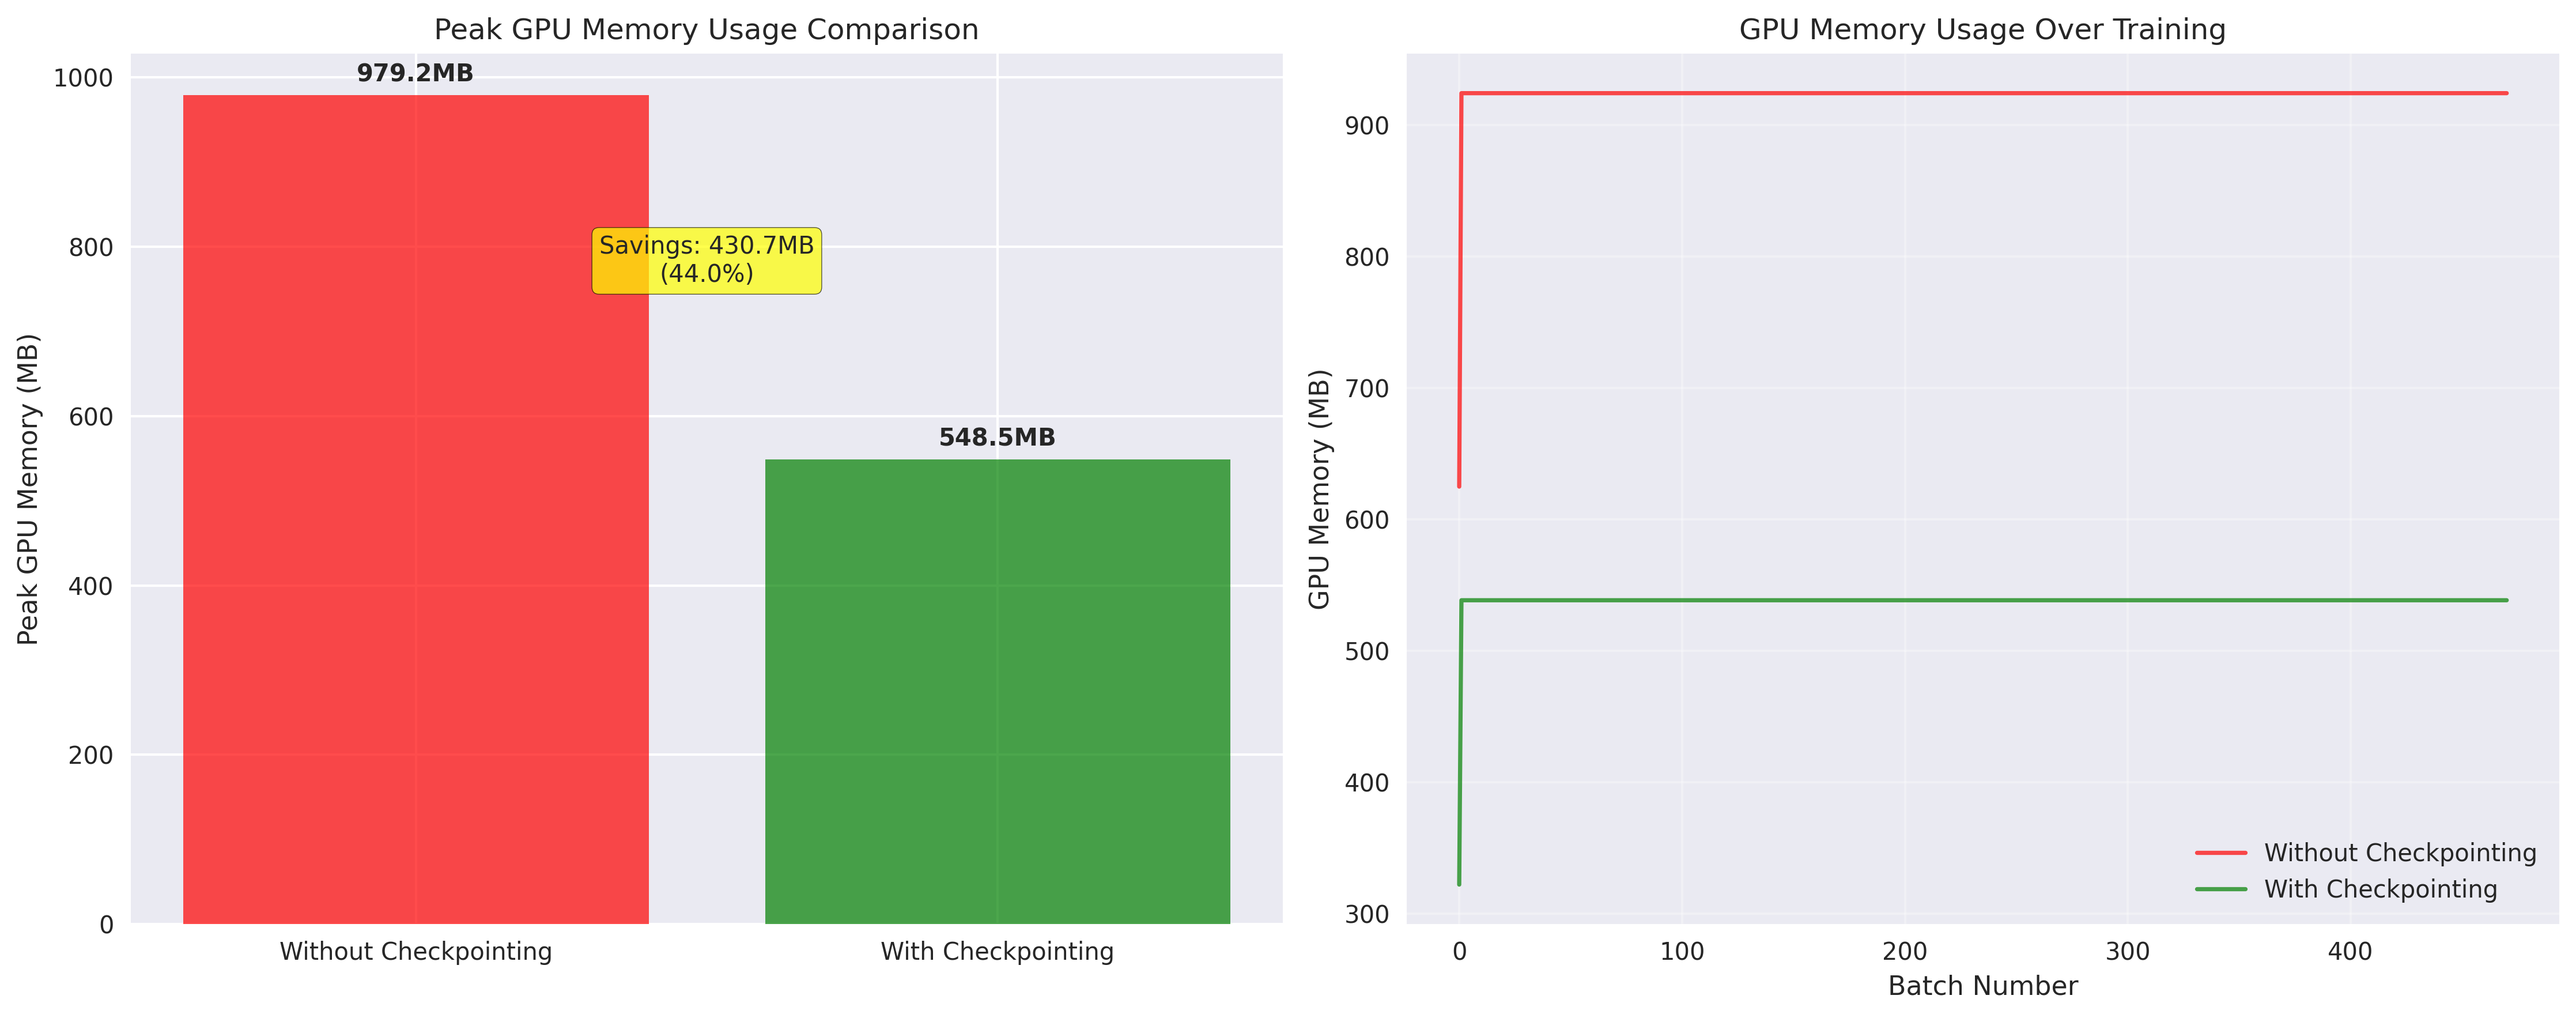 Peak GPU Memory Usage Comparison
Peak GPU Memory (MB)
1000
800
600
400
200
0
979.2MB
Savings: 430.7MB
(44.0%)
548.5MB
Without Checkpointing
With Checkpointing
GPU Memory Usage Over Training
GPU Memory (MB)
900
800
700
600
500
400
300
Without Checkpointing
With Checkpointing
0
100
200
300
400
Batch Number